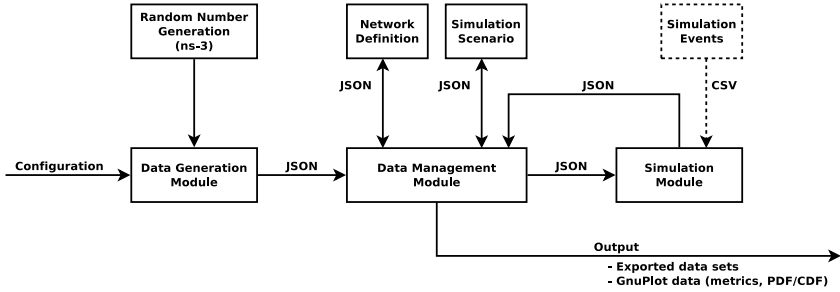 Random Number
Generation
(ns-3)
Network
Definition
Simulation
Scenario
Simulation
Events
JSON
JSON
JSON
CSV
Configuration
Data Generation
Module
JSON
Data Management
Module
JSON
Simulation
Module
Output
- Exported data sets
- GnuPlot data (metrics, PDF/CDF)